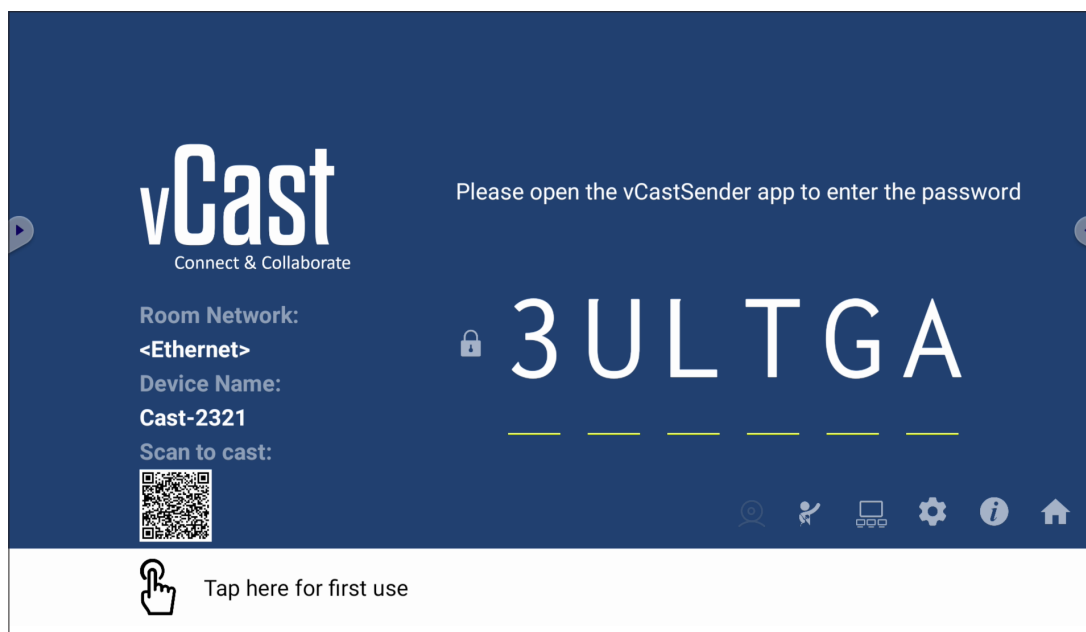 vCast
Connect & Collaborate
Please open the vCastSender app to enter the password
Room Network:
<Ethernet>
Device Name:
Cast-2321
Scan to cast:
3ULTGA
Tap here for first use